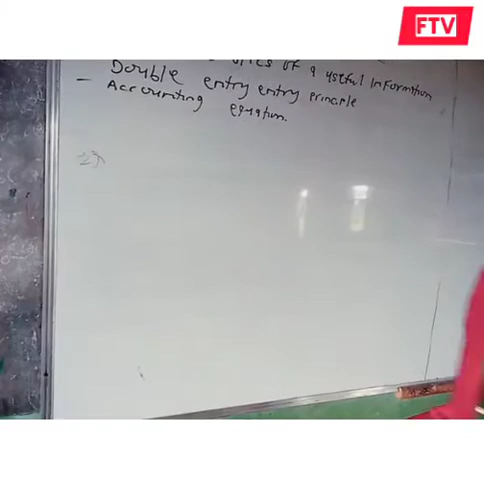 FTV
of a useful information
- Double entry entry principle
- Accounting equation.